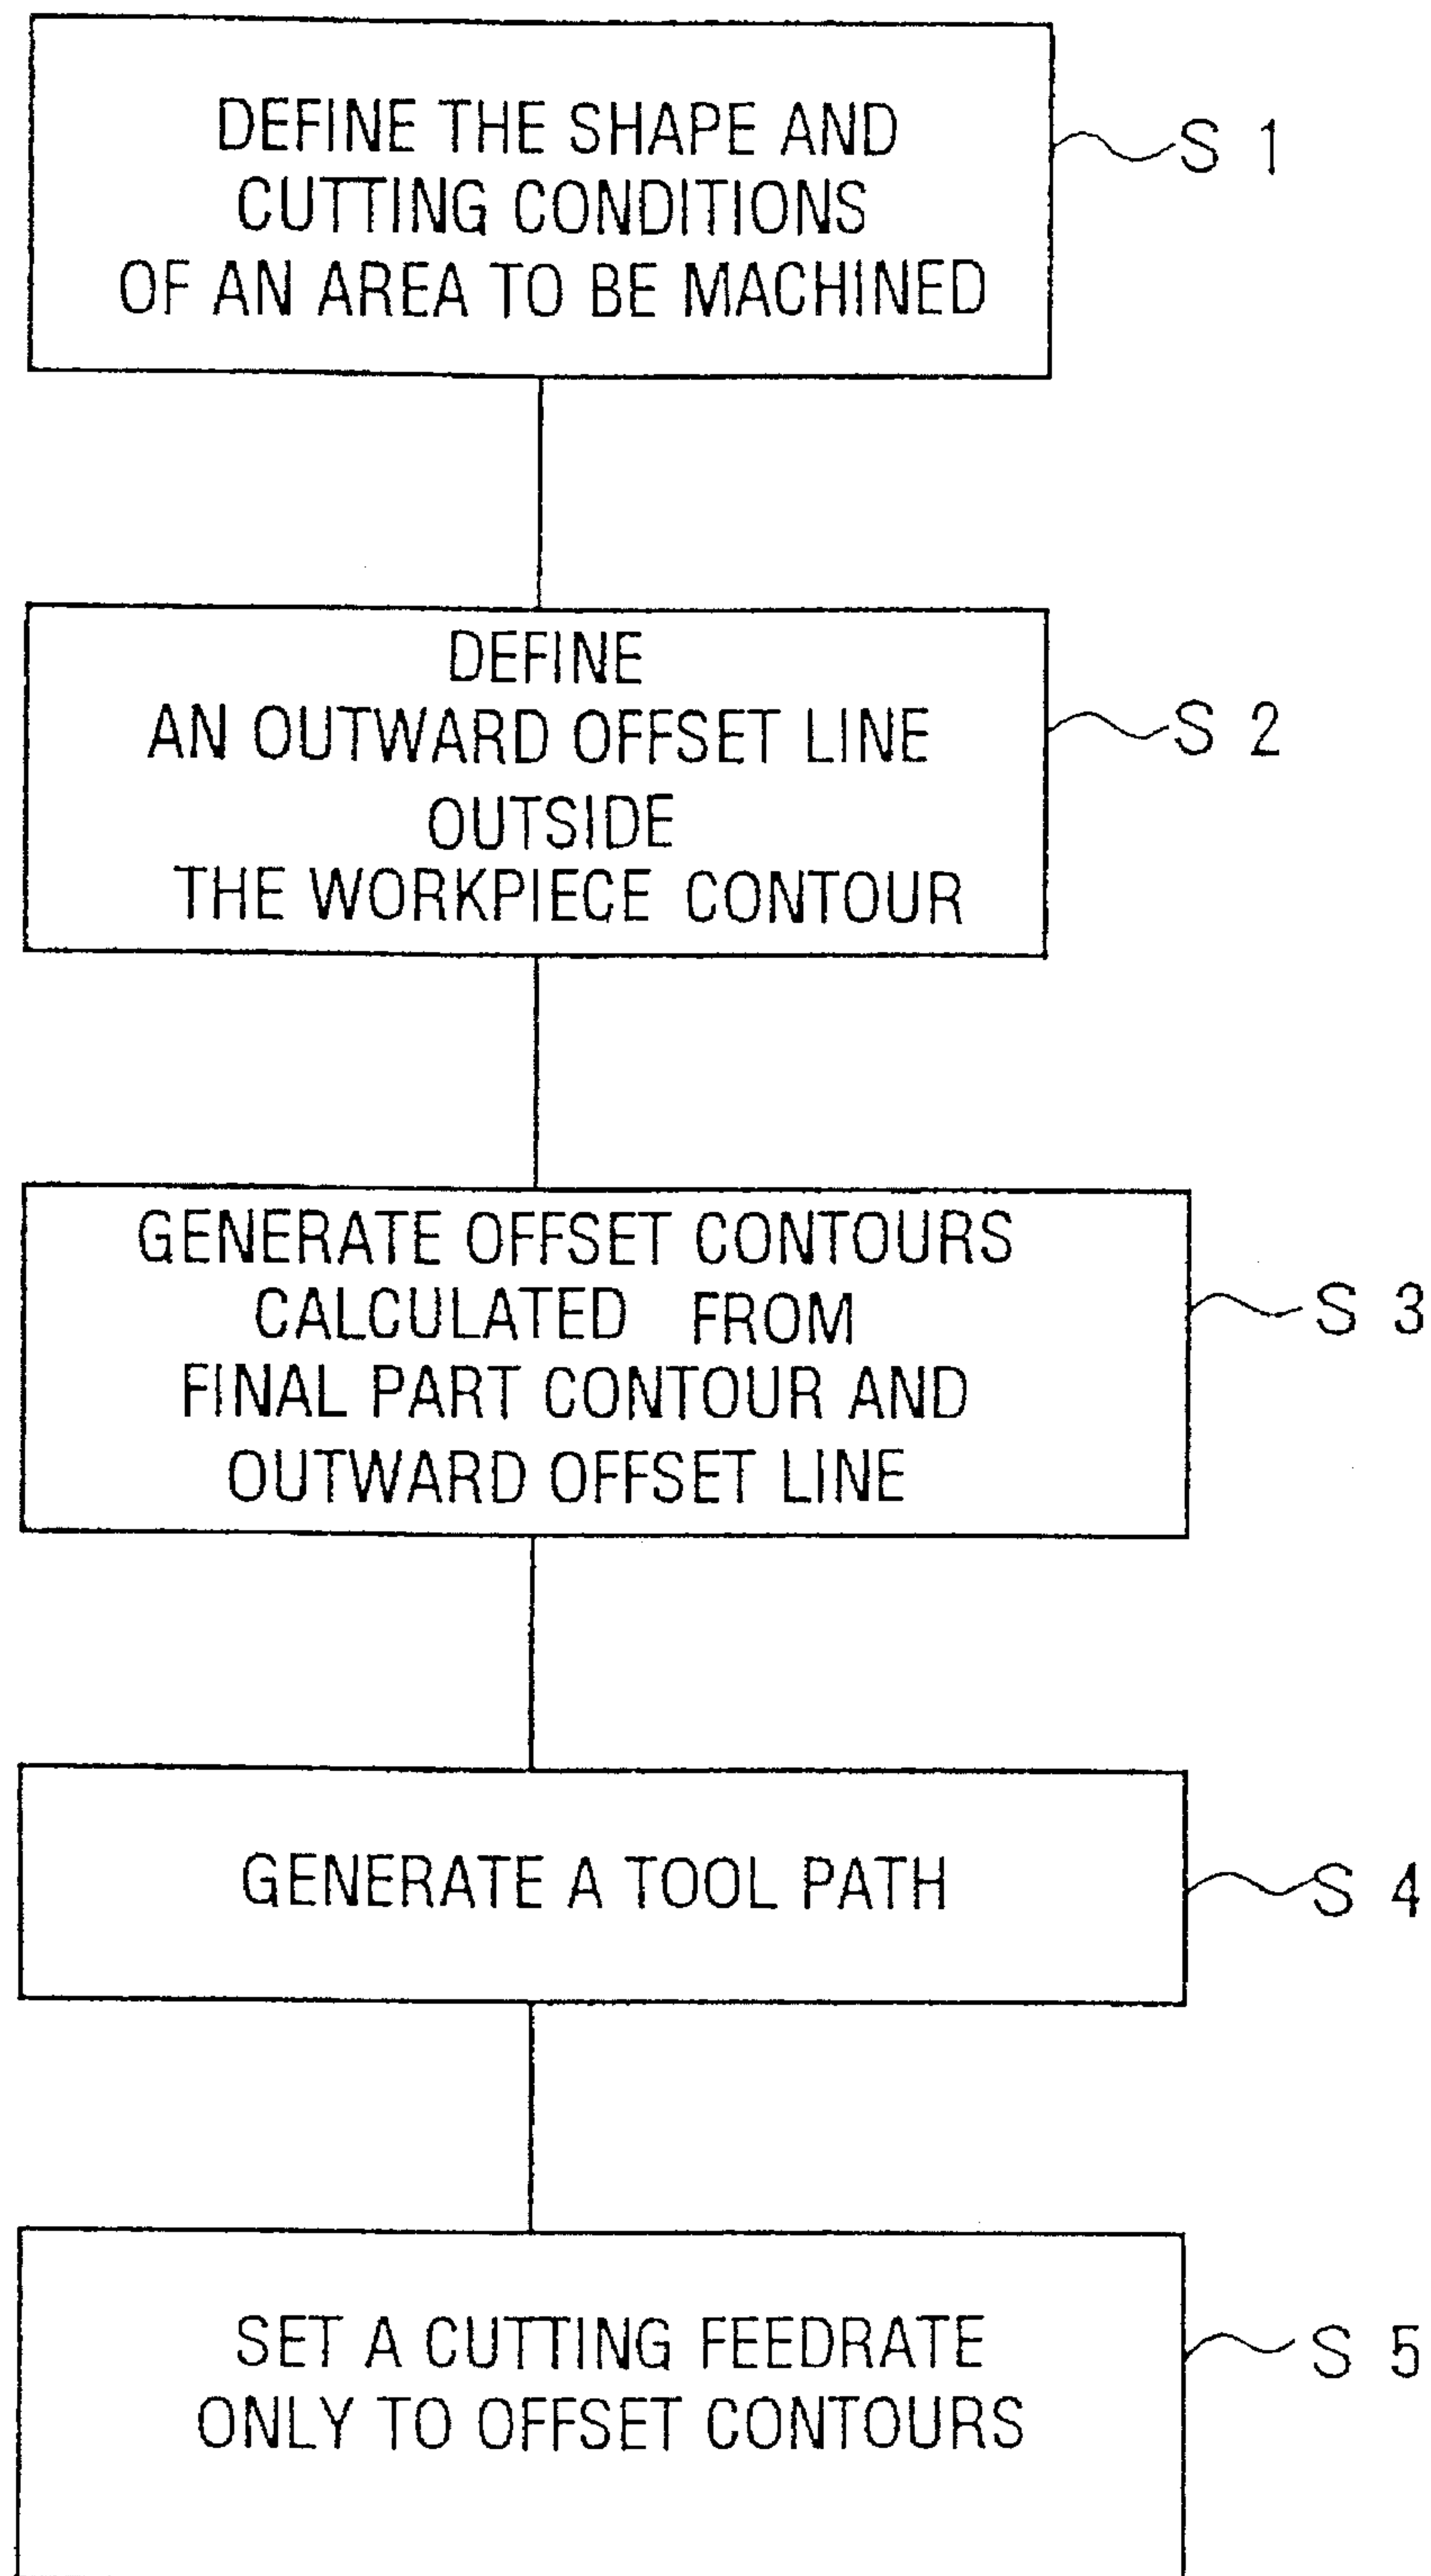 DEFINE THE SHAPE AND
CUTTING CONDITIONS
OF AN AREA TO BE MACHINED
S 1
DEFINE
AN OUTWARD OFFSET LINE
OUTSIDE
THE WORKPIECE CONTOUR
S 2
GENERATE OFFSET CONTOURS
CALCULATED FROM
FINAL PART CONTOUR AND
OUTWARD OFFSET LINE
S 3
GENERATE A TOOL PATH
S 4
SET A CUTTING FEEDRATE
ONLY TO OFFSET CONTOURS
S 5